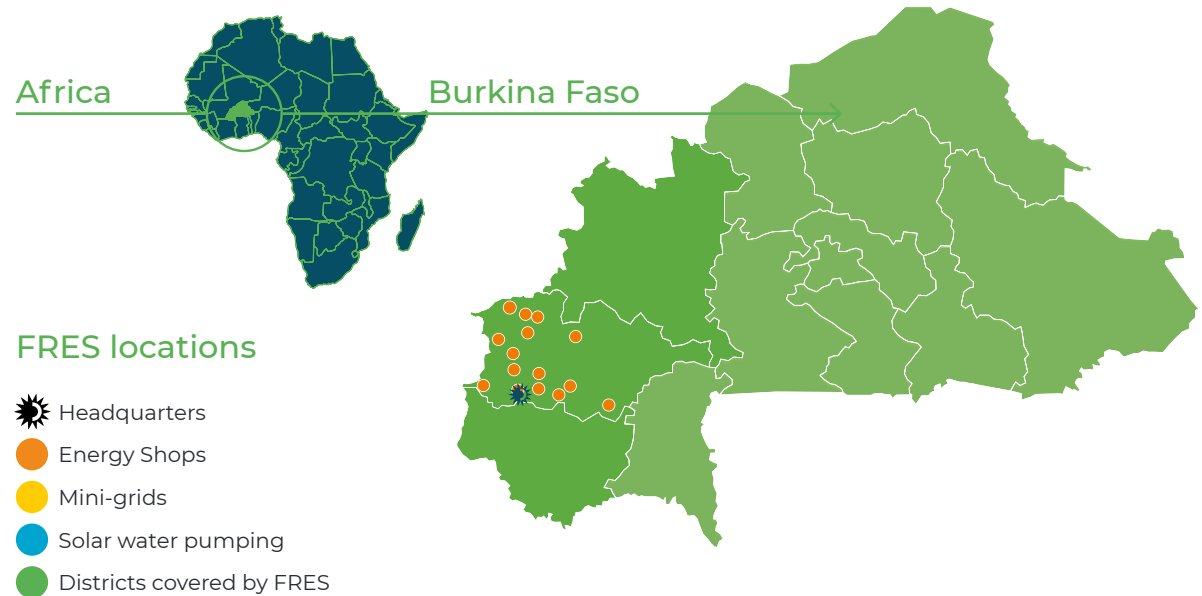 Africa
Burkina Faso
FRES locations
Headquarters
Energy Shops
Mini-grids
Solar water pumping
Districts covered by FRES